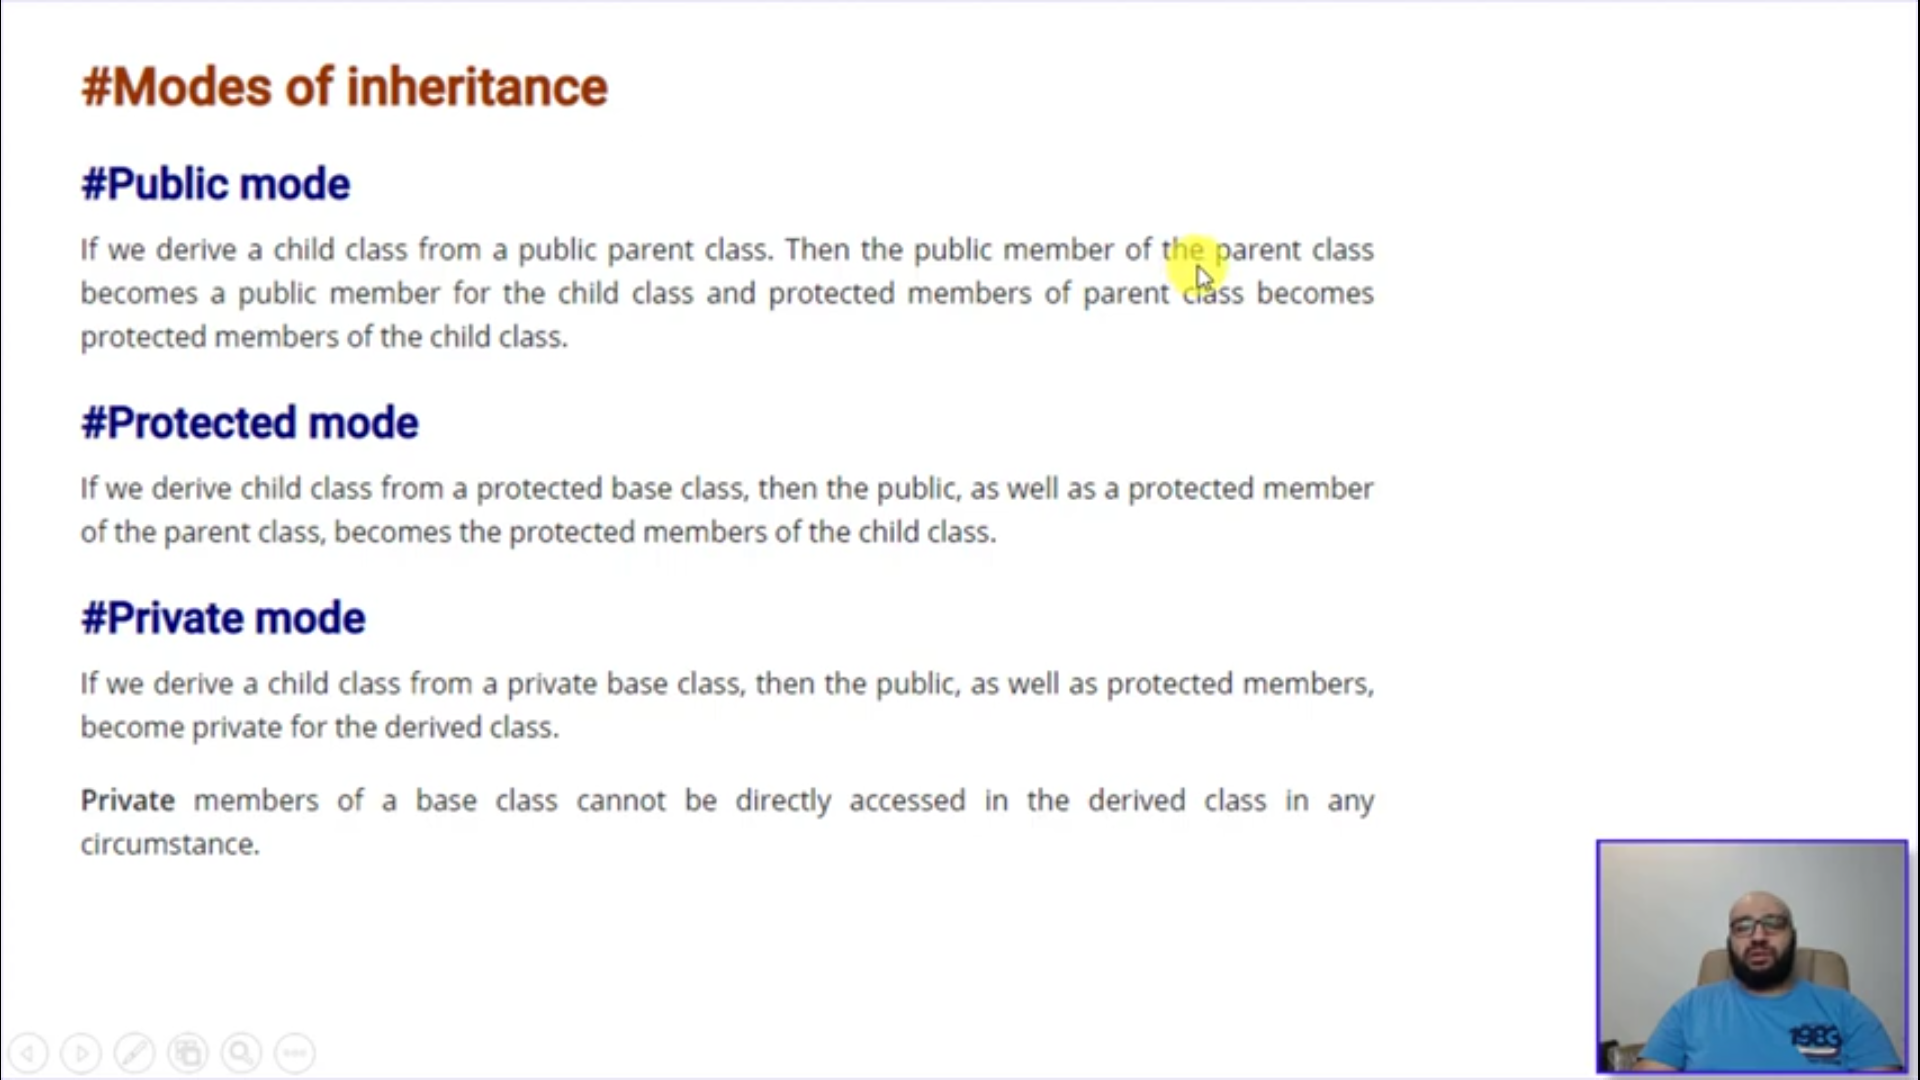 #Modes of inheritance
#Public mode
If we derive a child class from a public parent class. Then the public member of the parent class
becomes a public member for the child class and protected members of parent class becomes
protected members of the child class.
#Protected mode
If we derive child class from a protected base class, then the public, as well as a protected member
of the parent class, becomes the protected members of the child class.
#Private mode
If we derive a child class from a private base class, then the public, as well as protected members,
become private for the derived class.
Private members of a base class cannot be directly accessed in the derived class in any
circumstance.
1983